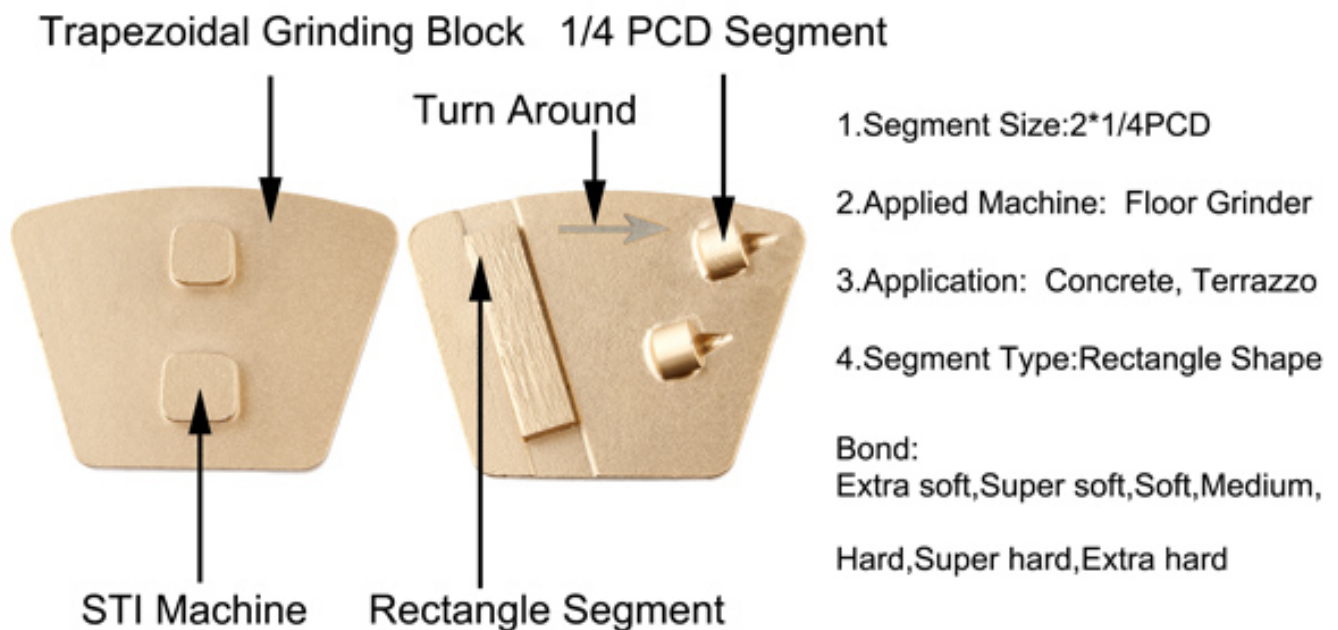 Trapezoidal Grinding Block
1/4 PCD Segment
Turn Around
1.Segment Size:2*1/4PCD
2.Applied Machine: Floor Grinder
3.Application: Concrete, Terrazzo
4.Segment Type:Rectangle Shape
Bond:
Extra soft,Super soft,Soft,Medium,
Hard,Super hard,Extra hard
STI Machine
Rectangle Segment